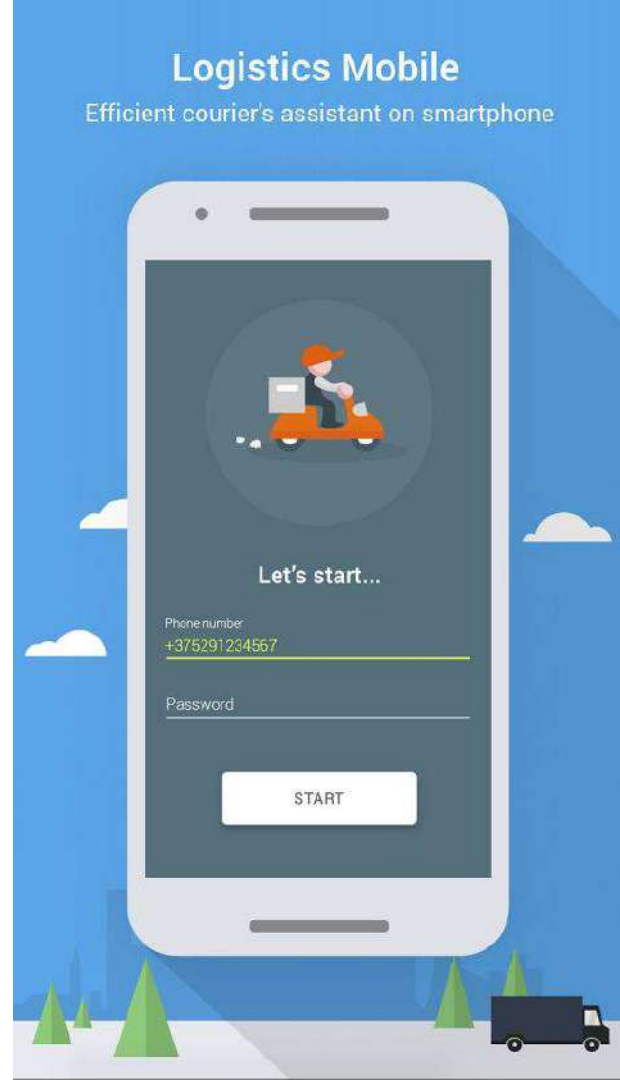 Logistics Mobile
Efficient courier's assistant on smartphone
Let's start...
Phone number
+375291234567
Password
START